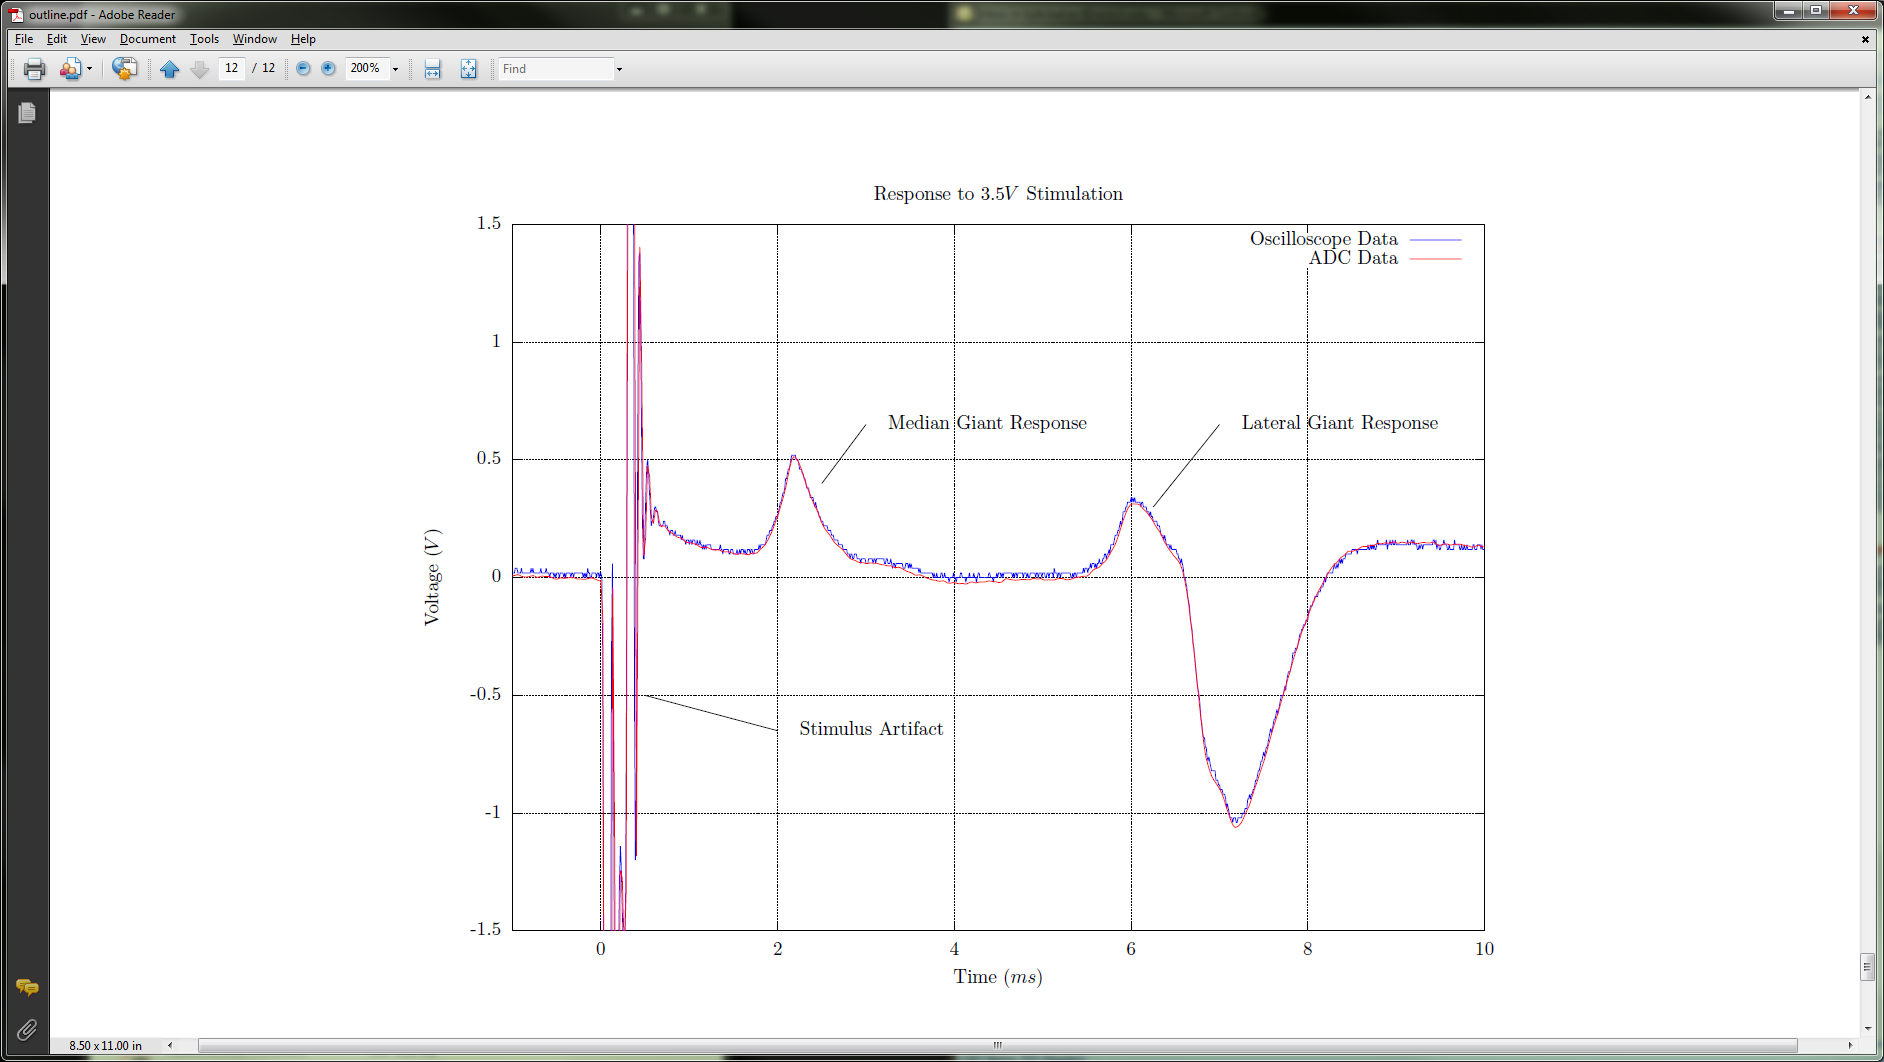 outline.pdf - Adobe Reader
File Edit View Document Tools Window Help
12 / 12 200% Find
Response to 3.5V Stimulation
1.5
1
0.5
0
-0.5
-1
-1.5
Voltage (V)
Oscilloscope Data
ADC Data
Median Giant Response
Lateral Giant Response
Stimulus Artifact
0 2 4 6 8 10
Time (ms)
8.50 x 11.00 in